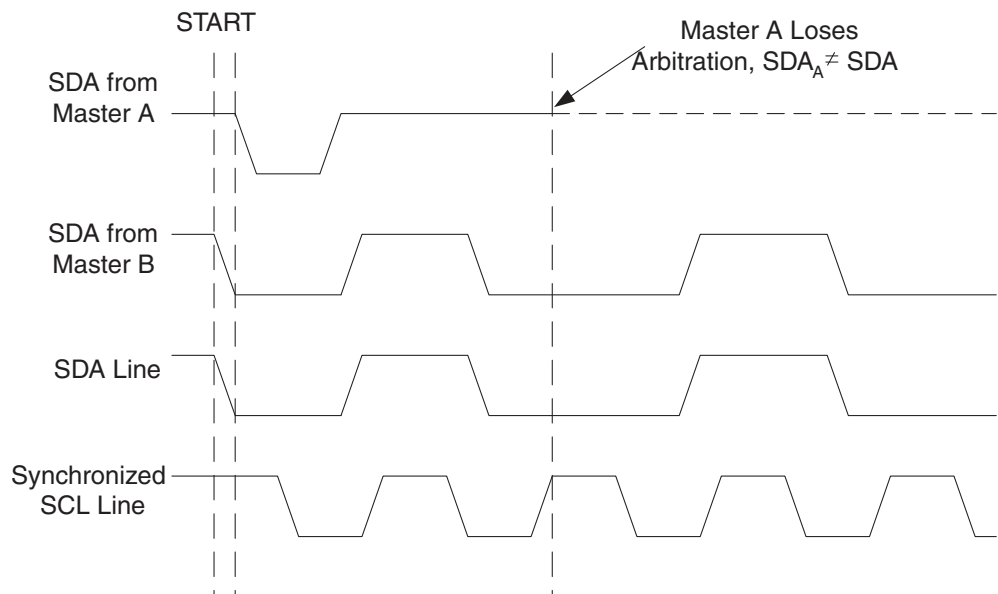 START
Master A Loses
Arbitration, SDA_A ≠ SDA
SDA from
Master A
SDA from
Master B
SDA Line
Synchronized
SCL Line